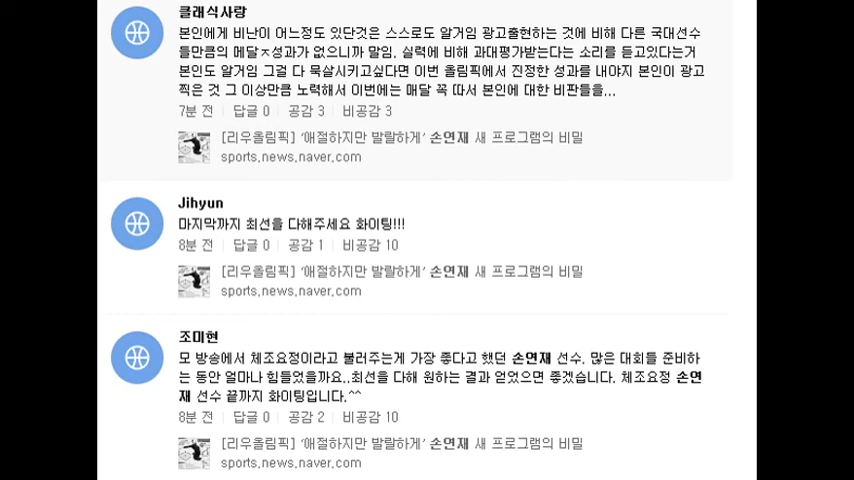 클래식사랑
본인에게 비난이 어느정도 있단것은 스스로도 알거임 광고출현하는 것에 비해 다른 국대선수
들만큼의 메달ㅈ성과가 없으니까 말임. 실력에 비해 과대평가받는다는 소리를 듣고있다는거
본인도 알거임 그걸 다 묵살시키고싶다면 이번 올림픽에서 진정한 성과를 내야지 본인이 광고
찍은 것 그 이상만큼 노력해서 이번에는 매달 꼭 따서 본인에 대한 비판들을...
7분 전 답글 0 공감 3 비공감 3
[리우올림픽] '애절하지만 발랄하게' 손연재 새 프로그램의 비밀
sports.news.naver.com
Jihyun
마지막까지 최선을 다해주세요 화이팅!!!
8분 전 답글 0 공감 1 비공감 10
[리우올림픽] '애절하지만 발랄하게' 손연재 새 프로그램의 비밀
sports.news.naver.com
조미현
모 방송에서 체조요정이라고 불러주는게 가장 좋다고 했던 손연재 선수. 많은 대회들 준비하
는 동안 얼마나 힘들었을까요..최선을 다해 원하는 결과 얻었으면 좋겠습니다. 체조요정 손연
재 선수 끝까지 화이팅입니다.^^
8분 전 답글 0 공감 2 비공감 10
[리우올림픽] '애절하지만 발랄하게' 손연재 새 프로그램의 비밀
sports.news.naver.com